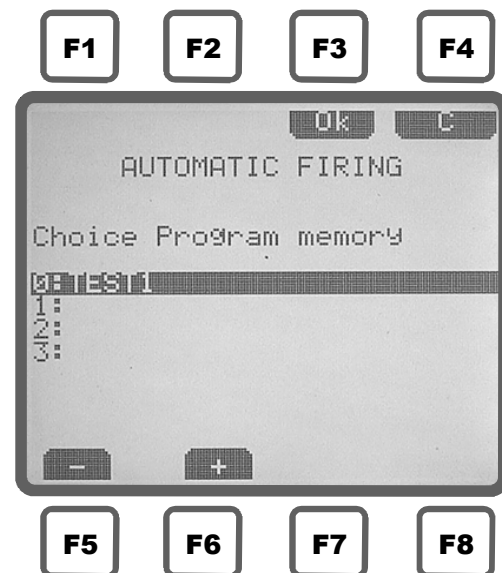 F1 F2 F3 F4
Ok C
AUTOMATIC FIRING
Choice Program memory
0:TEST1
1:
2:
3:
- +
F5 F6 F7 F8